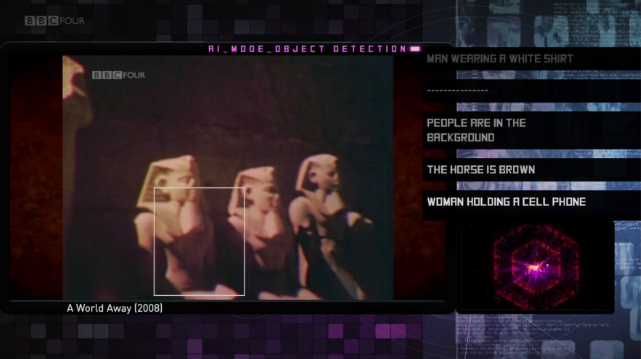 BBC FOUR
AI_MODE_OBJECT DETECTION
BBC FOUR
MAN WEARING A WHITE SHIRT
---------------
PEOPLE ARE IN THE
BACKGROUND
THE HORSE IS BROWN
WOMAN HOLDING A CELL PHONE
A World Away (2008)